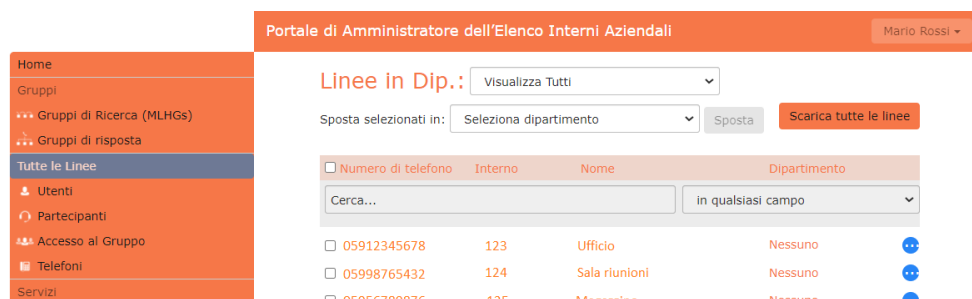 Portale di Amministratore dell'Elenco Interni Aziendali
Mario Rossi
Home
Gruppi
Gruppi di Ricerca (MLHGs)
Gruppi di risposta
Tutte le Linee
Utenti
Partecipanti
Accesso al Gruppo
Telefoni
Servizi
Linee in Dip.: Visualizza Tutti
Sposta selezionati in: Seleziona dipartimento Sposta Scarica tutte le linee
Numero di telefono Interno Nome Dipartimento
Cerca... in qualsiasi campo
05912345678 123 Ufficio Nessuno
05998765432 124 Sala riunioni Nessuno